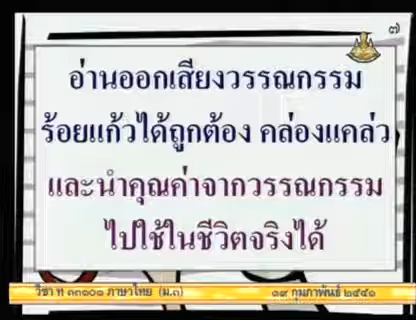 ๗
อ่านออกเสียงวรรณกรรม
ร้อยแก้วได้ถูกต้อง คล่องแคล่ว
และนำคุณค่าจากวรรณกรรม
ไปใช้ในชีวิตจริงได้
วิชา ท ๓๓๑๐๑ ภาษาไทย (ม.๓) ๑๙ กุมภาพันธ์ ๒๕๕๑